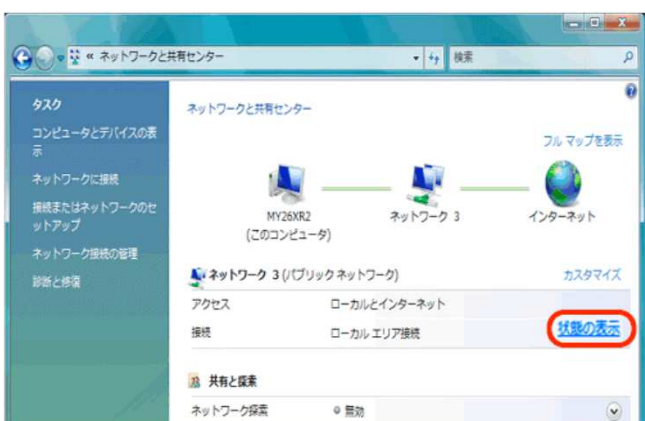 « ネットワークと共有センター
検索
タスク
コンピュータとデバイスの表
示
ネットワークに接続
接続またはネットワークのセ
ットアップ
ネットワーク接続の管理
診断と修復
ネットワークと共有センター
フル マップを表示
MY26XR2
(このコンピュータ)
ネットワーク 3
インターネット
ネットワーク 3 (パブリック ネットワーク)
カスタマイズ
アクセス
ローカルとインターネット
接続
ローカル エリア接続
状態の表示
共有と探索
ネットワーク探索
無効